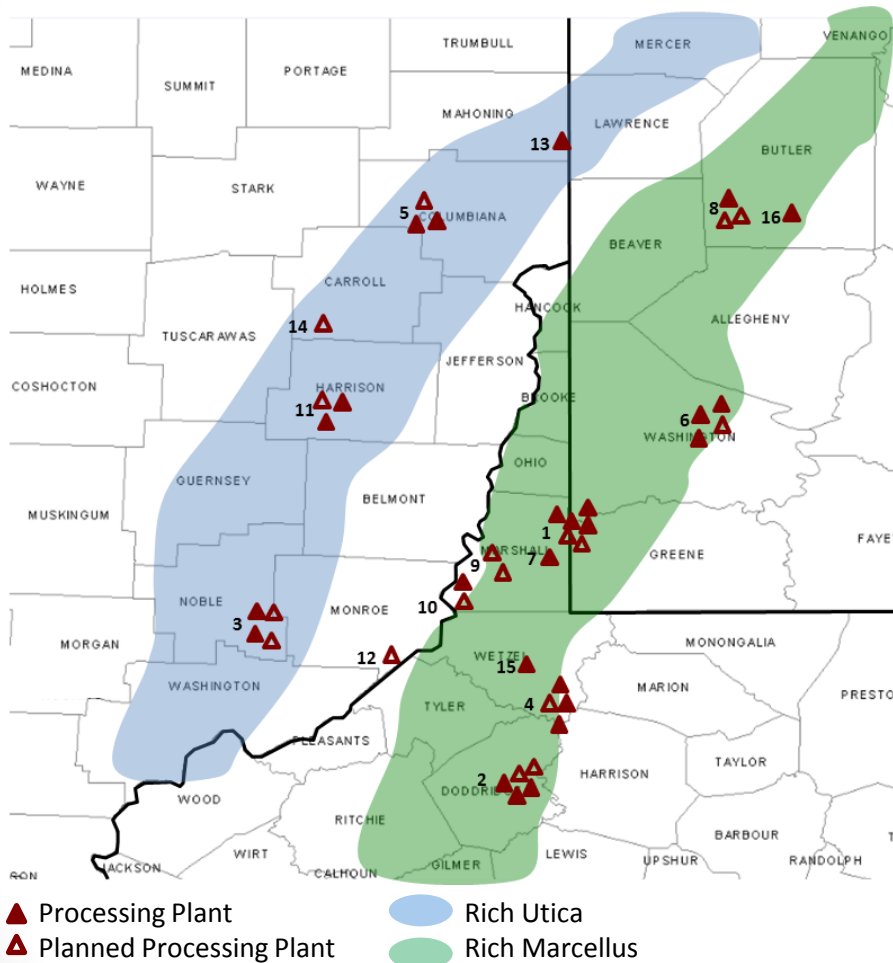 TRUMBULL
MERCER
VENANGO
MEDINA
SUMMIT
PORTAGE
MAHONING
LAWRENCE
13
BUTLER
WAYNE
STARK
5
COLUMBIANA
8
16
BEAVER
CARROLL
HOLMES
HANCOCK
14
ALLEGHENY
TUSCARAWAS
JEFFERSON
COSHOCTON
HARRISON
BROOKE
11
6
WASHINGTON
OHIO
GUERNSEY
BELMONT
MUSKINGUM
1
MARSHALL
FAYE
7
GREENE
9
NOBLE
10
MONROE
3
MORGAN
MONONGALIA
12
WETZEL
15
WASHINGTON
MARION
PRESTO
TYLER
4
PLEASANTS
TAYLOR
HARRISON
2
DODDRIDGE
WOOD
RITCHIE
BARBOUR
WIRT
LEWIS
JACKSON
GILMER
UPSHUR
RANDOLPH
CALHOUN
SON
Processing Plant
Rich Utica
Planned Processing Plant
Rich Marcellus